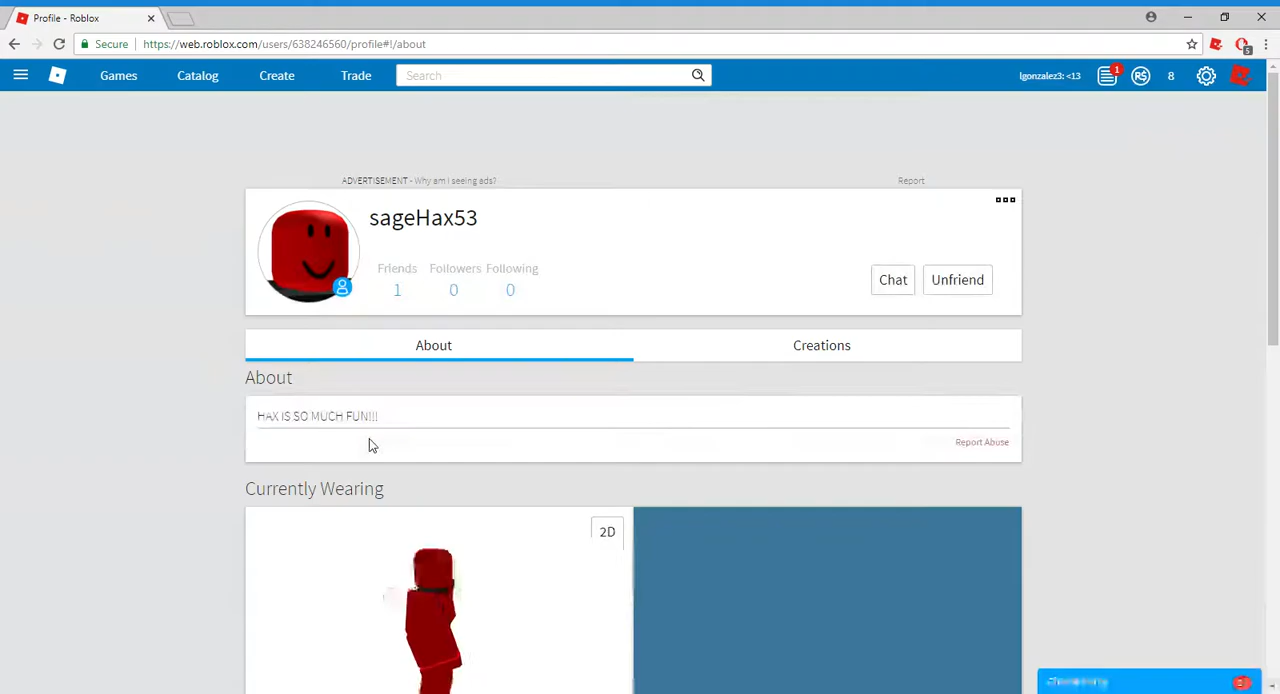 Profile - Roblox
Secure https://web.roblox.com/users/638246560/profile#!/about
5
Games Catalog Create Trade Search lgonzalez3: <13 1 R$ 8
ADVERTISEMENT - Why am I seeing ads? Report
sageHax53
Friends Followers Following
1 0 0
Chat Unfriend
About Creations
About
HAX IS SO MUCH FUN!!!
Report Abuse
Currently Wearing
2D